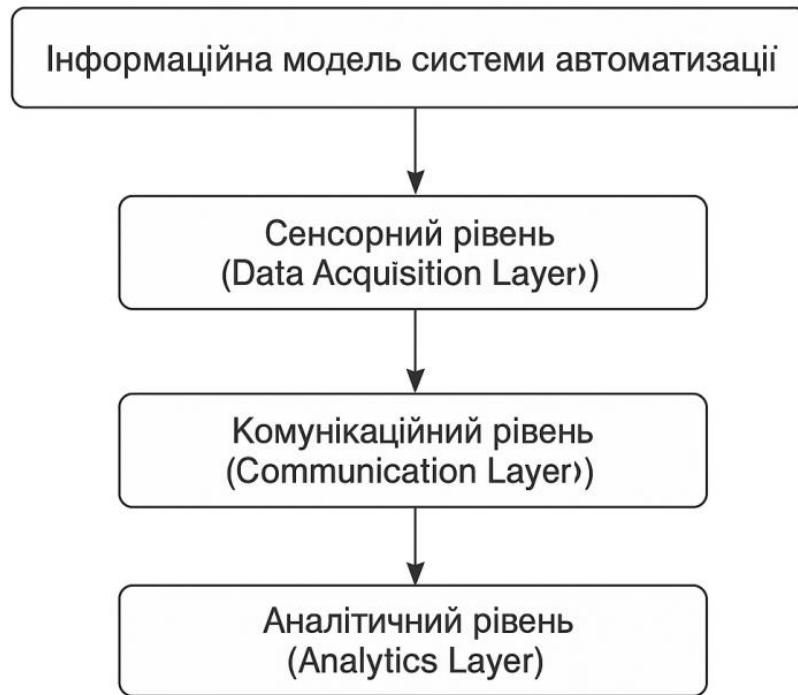 Інформаційна модель системи автоматизації
Сенсорний рівень
(Data Acquisition Layer))
Комунікаційний рівень
(Communication Layer))
Аналітичний рівень
(Analytics Layer)